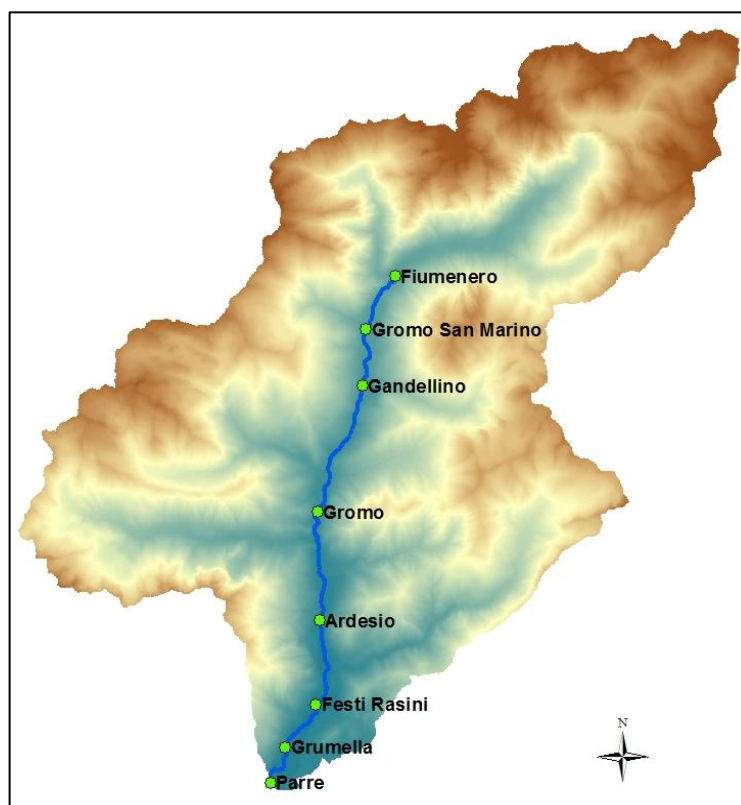 Fiumenero
Gromo San Marino
Gandellino
Gromo
Ardesio
Festi Rasini
N
Grumella
Parre